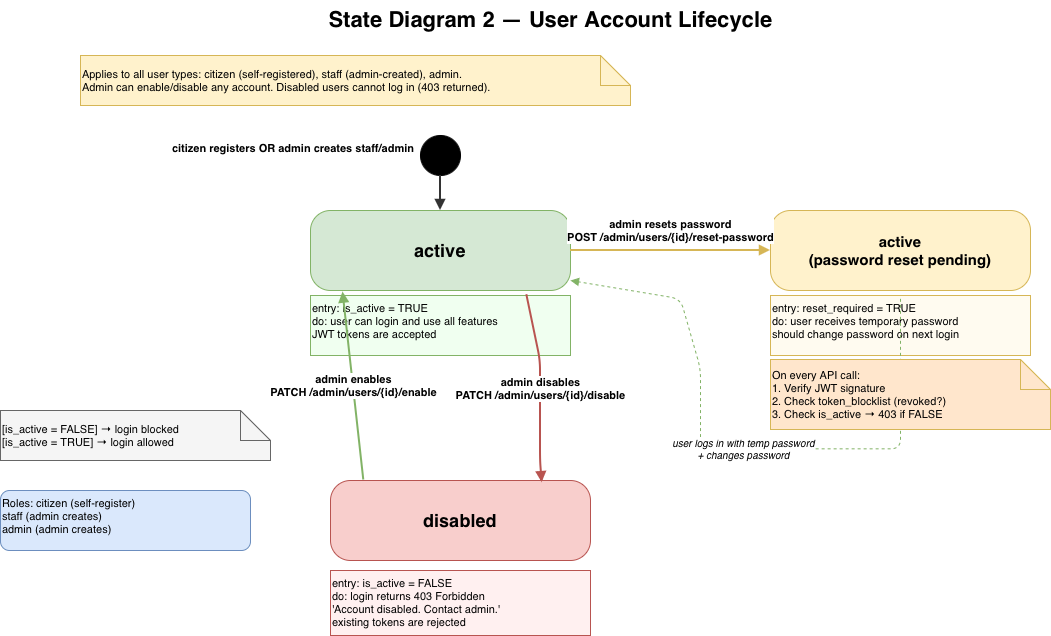 State Diagram 2 — User Account Lifecycle
Applies to all user types: citizen (self-registered), staff (admin-created), admin.
Admin can enable/disable any account. Disabled users cannot log in (403 returned).
citizen registers OR admin creates staff/admin
active
admin resets password
POST /admin/users/{id}/reset-password
active
(password reset pending)
entry: is_active = TRUE
do: user can login and use all features
JWT tokens are accepted
entry: reset_required = TRUE
do: user receives temporary password
should change password on next login
On every API call:
1. Verify JWT signature
2. Check token_blocklist (revoked?)
3. Check is_active → 403 if FALSE
admin enables
PATCH /admin/users/{id}/enable
admin disables
PATCH /admin/users/{id}/disable
[is_active = FALSE] → login blocked
[is_active = TRUE] → login allowed
user logs in with temp password
+ changes password
Roles: citizen (self-register)
staff (admin creates)
admin (admin creates)
disabled
entry: is_active = FALSE
do: login returns 403 Forbidden
'Account disabled. Contact admin.'
existing tokens are rejected